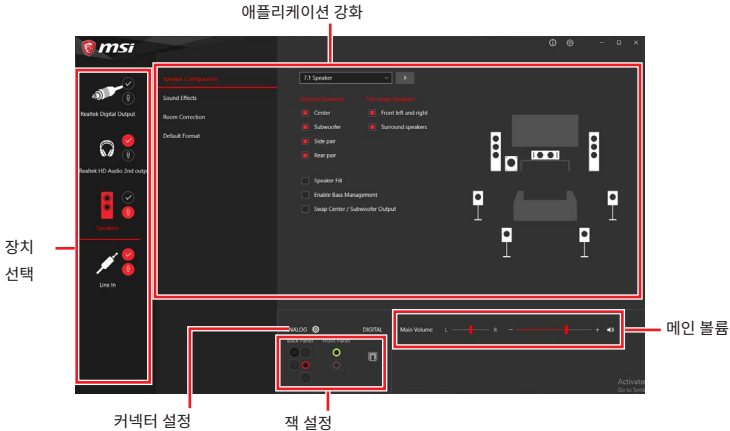 애플리케이션 강화
msi
Realtek Digital Output
Realtek HD Audio 2nd outp
Speakers
Line In
Speaker Configuration
Sound Effects
Room Correction
Default Format
7.1 Speaker
Optional Speakers
Full-range Speakers
Center
Front left and right
Subwoofer
Surround speakers
Side pair
Rear pair
Speaker Fill
Enable Bass Management
Swap Center / Subwoofer Output
장치
선택
ANALOG
DIGITAL
Back Panel
Front Panel
Main Volume
L
R
메인 볼륨
Activate
Go to Setti
커넥터 설정
잭 설정